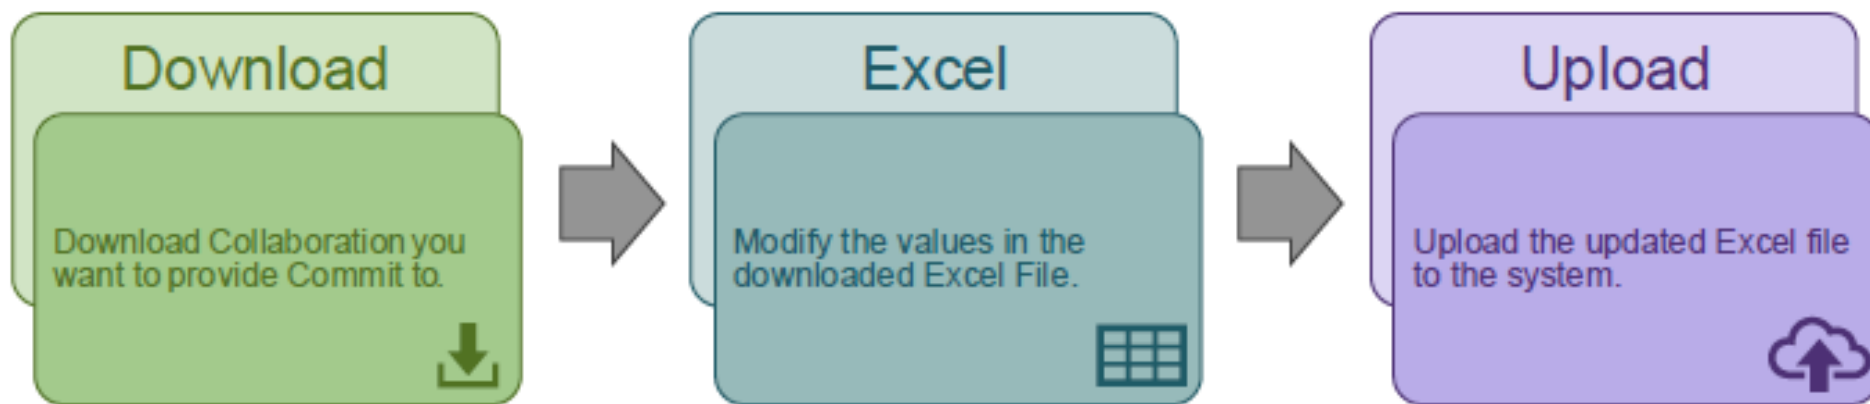 Download
Download Collaboration you
want to provide Commit to.
Excel
Modify the values in the
downloaded Excel File.
Upload
Upload the updated Excel file
to the system.